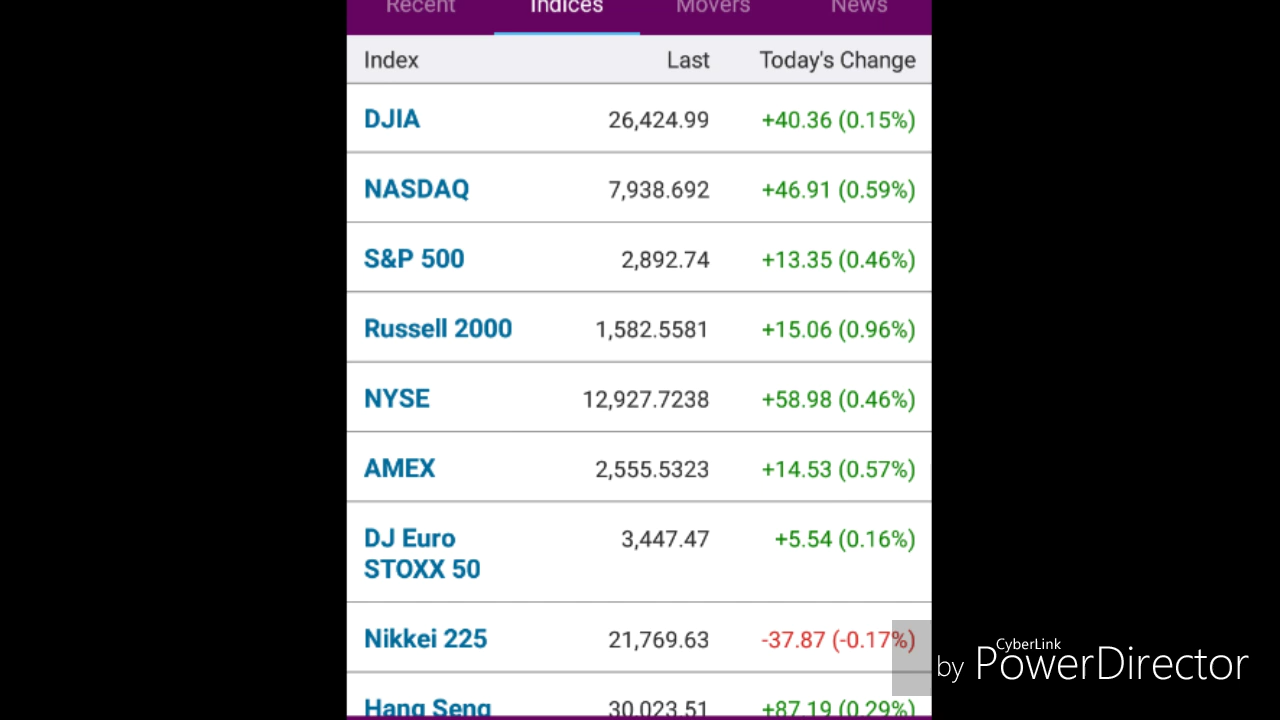 Recent Indices Movers News
Index Last Today's Change
DJIA 26,424.99 +40.36 (0.15%)
NASDAQ 7,938.692 +46.91 (0.59%)
S&P 500 2,892.74 +13.35 (0.46%)
Russell 2000 1,582.5581 +15.06 (0.96%)
NYSE 12,927.7238 +58.98 (0.46%)
AMEX 2,555.5323 +14.53 (0.57%)
DJ Euro 3,447.47 +5.54 (0.16%)
STOXX 50
Nikkei 225 21,769.63 -37.87 (-0.17%)
Hang Seng 30,023.51 +87.19 (0.29%)
CyberLink
by PowerDirector